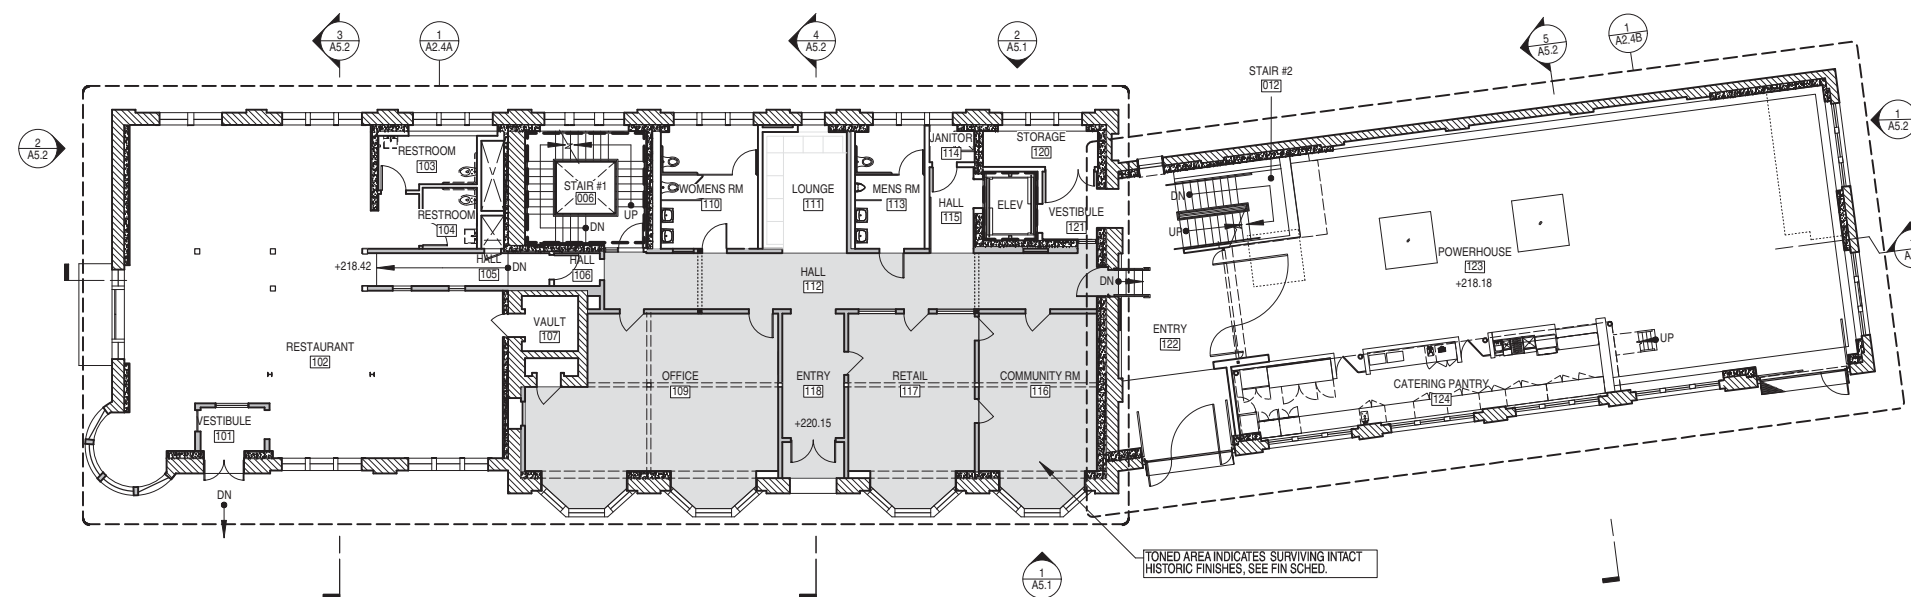 3
A5.2
1
A2.4A
4
A5.2
2
A5.1
5
A5.2
1
A2.4B
STAIR #2
012
2
A5.2
1
A5.2
RESTROOM
103
STAIR #1
006
UP
DN
WOMENS RM
110
LOUNGE
111
MENS RM
113
JANITOR
114
HALL
115
STORAGE
120
ELEV
VESTIBULE
121
DN
UP
RESTROOM
104
POWERHOUSE
123
+218.18
+218.42
HALL
105
DN
HALL
106
HALL
112
DN
VAULT
107
ENTRY
122
UP
RESTAURANT
102
OFFICE
109
ENTRY
118
+220.15
RETAIL
117
COMMUNITY RM
116
CATERING PANTRY
124
VESTIBULE
101
DN
TONED AREA INDICATES SURVIVING INTACT
HISTORIC FINISHES, SEE FIN SCHED.
1
A5.1